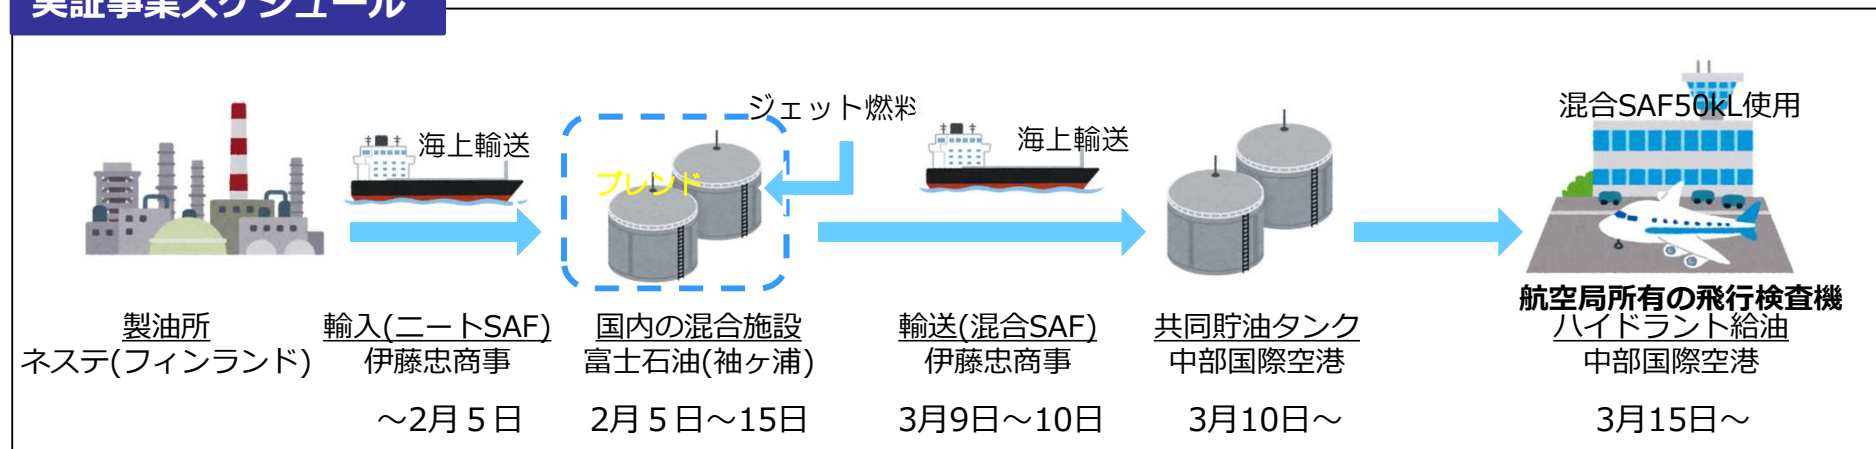 実証事業スケジュール
ジェット燃料
混合SAF50kL使用
海上輸送
海上輸送
ブレンド
航空局所有の飛行検査機
製油所
ネステ(フィンランド)
輸入(ニートSAF)
伊藤忠商事
～2月５日
国内の混合施設
富士石油(袖ヶ浦)
2月５日～15日
輸送(混合SAF)
伊藤忠商事
3月9日～10日
共同貯油タンク
中部国際空港
3月10日～
ハイドラント給油
中部国際空港
3月15日～